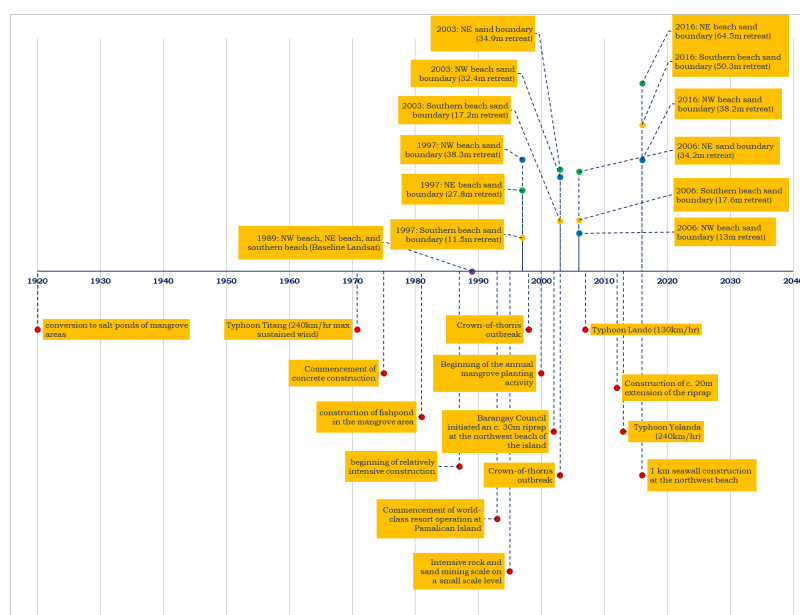 2003: NE sand boundary
(34.9m retreat)
2016: NE beach sand
boundary (64.5m retreat)
2016: Southern beach sand
boundary (50.3m retreat)
2003: NW beach sand
boundary (32.4m retreat)
2016: NW beach sand
boundary (38.2m retreat)
2003: Southern beach sand
boundary (17.2m retreat)
1997: NW beach sand
boundary (38.3m retreat)
2006: NE sand boundary
(34.2m retreat)
1997: NE beach sand
boundary (27.8m retreat)
2006: Southern beach sand
boundary (17.6m retreat)
1997: Southern beach sand
boundary (11.5m retreat)
2006: NW beach sand
boundary (13m retreat)
1989: NW beach, NE beach, and
southern beach (Baseline Landsat)
1920 1930 1940 1950 1960 1970 1980 1990 2000 2010 2020 2030 2040
conversion to salt ponds of mangrove
areas
Typhoon Titang (240km/hr max
sustained wind)
Crown-of-thorns
outbreak
Typhoon Lando (130km/hr)
Commencement of
concrete construction
Beginning of the annual
mangrove planting
activity
Construction of c. 20m
extension of the riprap
construction of fishpond
in the mangrove area
Barangay Council
initiated an c. 30m riprap
at the northwest beach of
the island
Typhoon Yolanda
(240km/hr)
beginning of relatively
intensive construction
Crown-of-thorns
outbreak
1 km seawall construction
at the northwest beach
Commencement of world-
class resort operation at
Pamalican Island
Intensive rock and
sand mining scale on
a small scale level